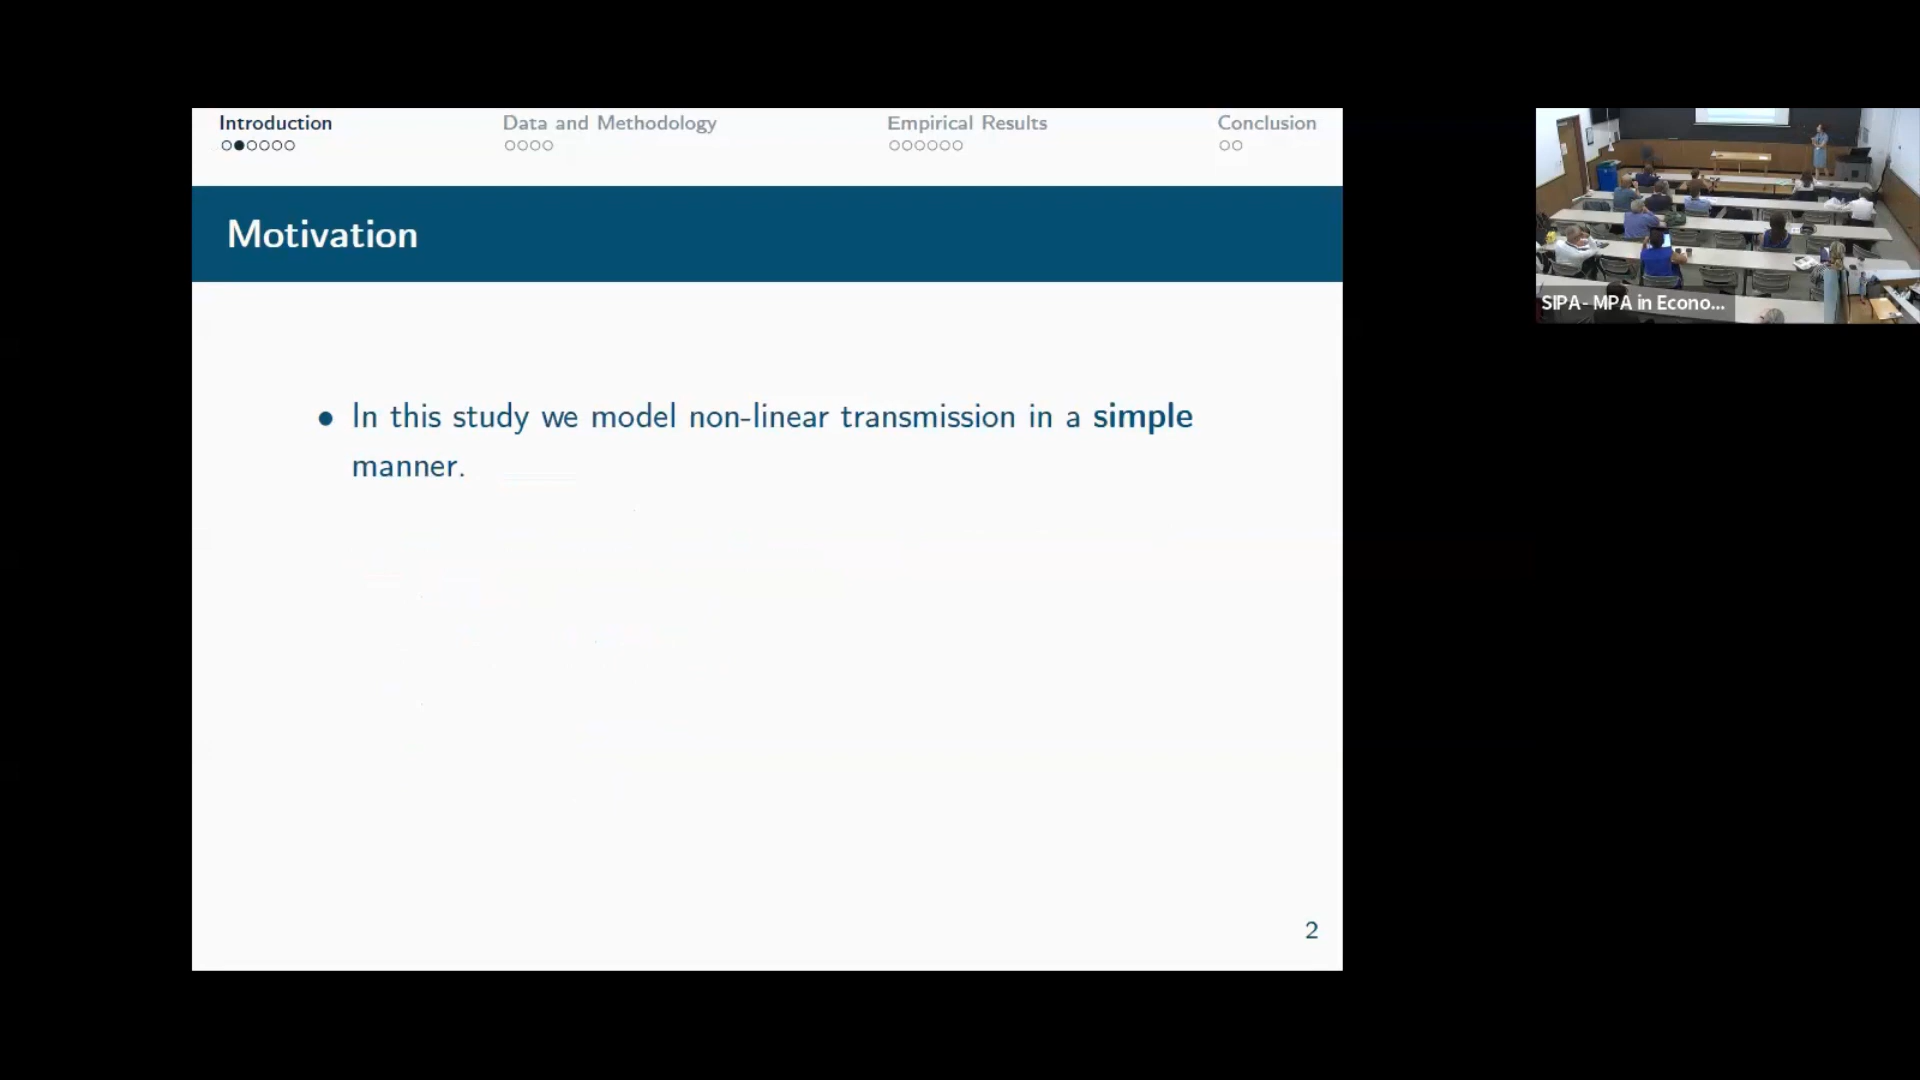 Introduction
Data and Methodology
Empirical Results
Conclusion
Motivation
• In this study we model non-linear transmission in a simple
manner.
2
SIPA- MPA in Econo...